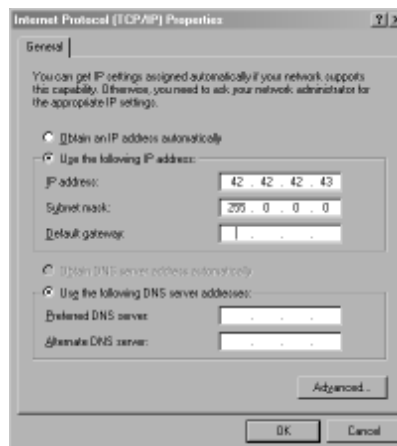 Internet Protocol (TCP/IP) Properties
General
You can get IP settings assigned automatically if your network supports
this capability. Otherwise, you need to ask your network administrator for
the appropriate IP settings.
Obtain an IP address automatically
Use the following IP address:
IP address: 42 . 42 . 42 . 43
Subnet mask: 255 . 0 . 0 . 0
Default gateway: . . .
Obtain DNS server address automatically
Use the following DNS server addresses:
Preferred DNS server: . . .
Alternate DNS server: . . .
Advanced...
OK Cancel